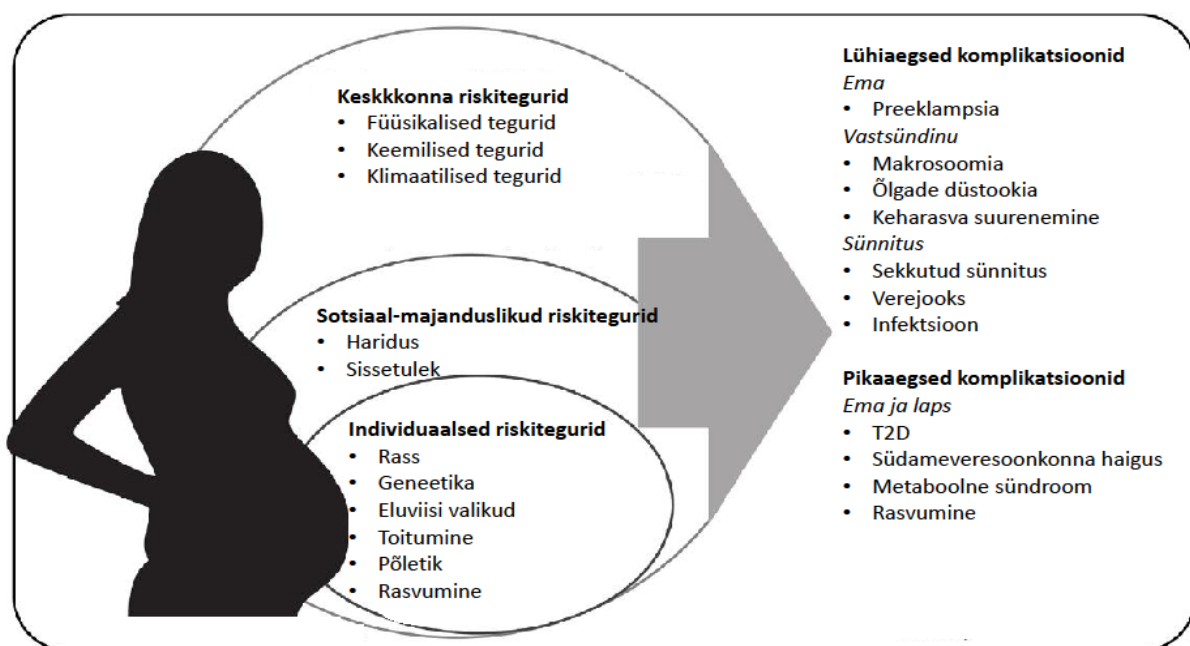 Keskkkonna riskitegurid
• Füüsikalised tegurid
• Keemilised tegurid
• Klimaatilised tegurid
Sotsiaal-majanduslikud riskitegurid
• Haridus
• Sissetulek
Individuaalsed riskitegurid
• Rass
• Geneetika
• Eluviisi valikud
• Toitumine
• Põletik
• Rasvumine
Lühiaegsed komplikatsioonid
Ema
• Preeklampsia
Vastsündinu
• Makrosoomia
• Õlgade düstookia
• Keharasva suurenemine
Sünnitus
• Sekkutud sünnitus
• Verejooks
• Infektsioon
Pikaaegsed komplikatsioonid
Ema ja laps
• T2D
• Südameveresoonkonna haigus
• Metaboolne sündroom
• Rasvumine